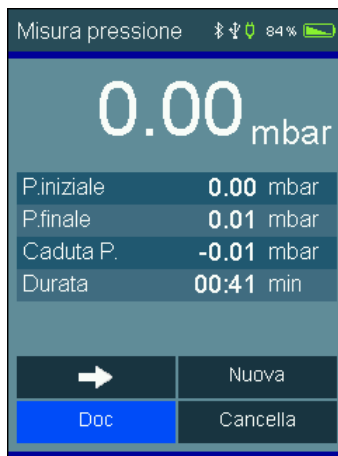 Misura pressione 84%
0.00 mbar
P.iniziale 0.00 mbar
P.finale 0.01 mbar
Caduta P. -0.01 mbar
Durata 00:41 min
Nuova
Doc Cancella